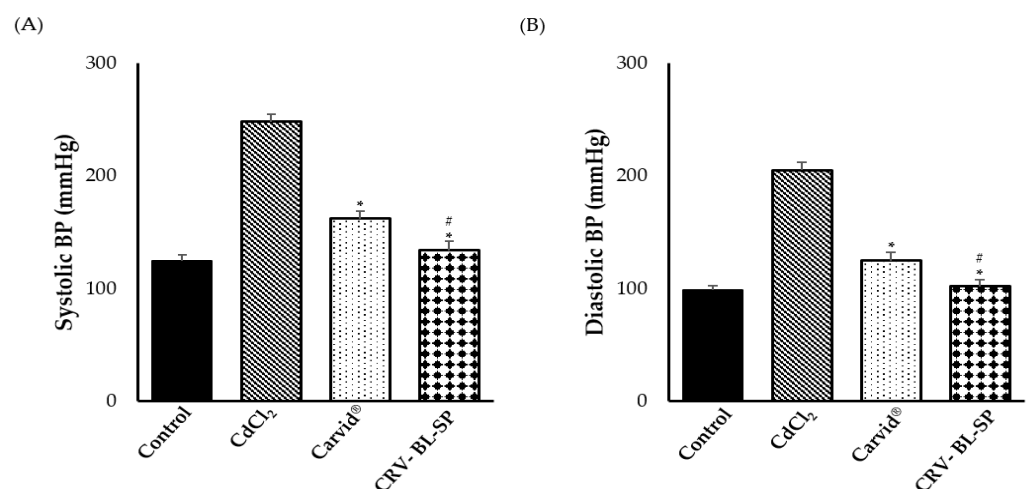 (A)
Systolic BP (mmHg)
300
200
100
0
*
#
*
Control
CdCl₂
Carvid®
CRV- BL-SP
(B)
Diastolic BP (mmHg)
300
200
100
0
*
#
*
Control
CdCl₂
Carvid®
CRV- BL-SP